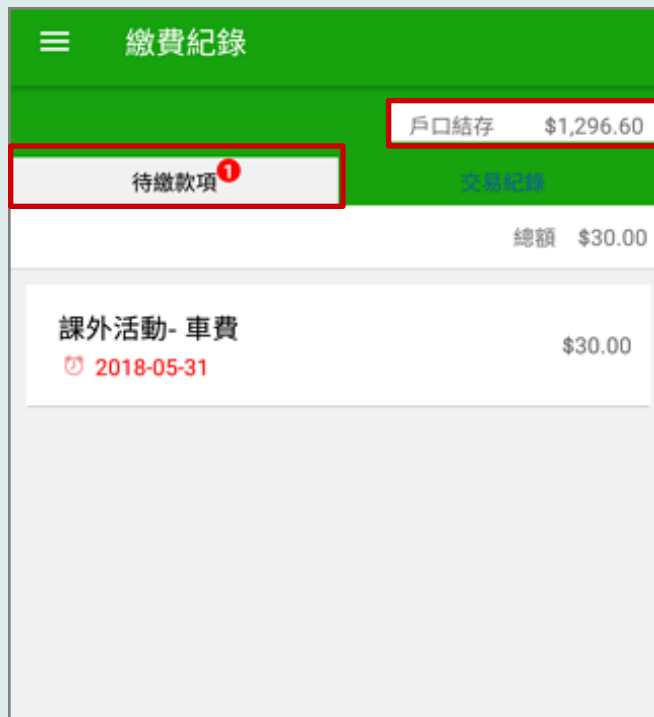 繳費紀錄
戶口結存 $1,296.60
待繳款項 1 交易紀錄
總額 $30.00
課外活動- 車費 $30.00
2018-05-31